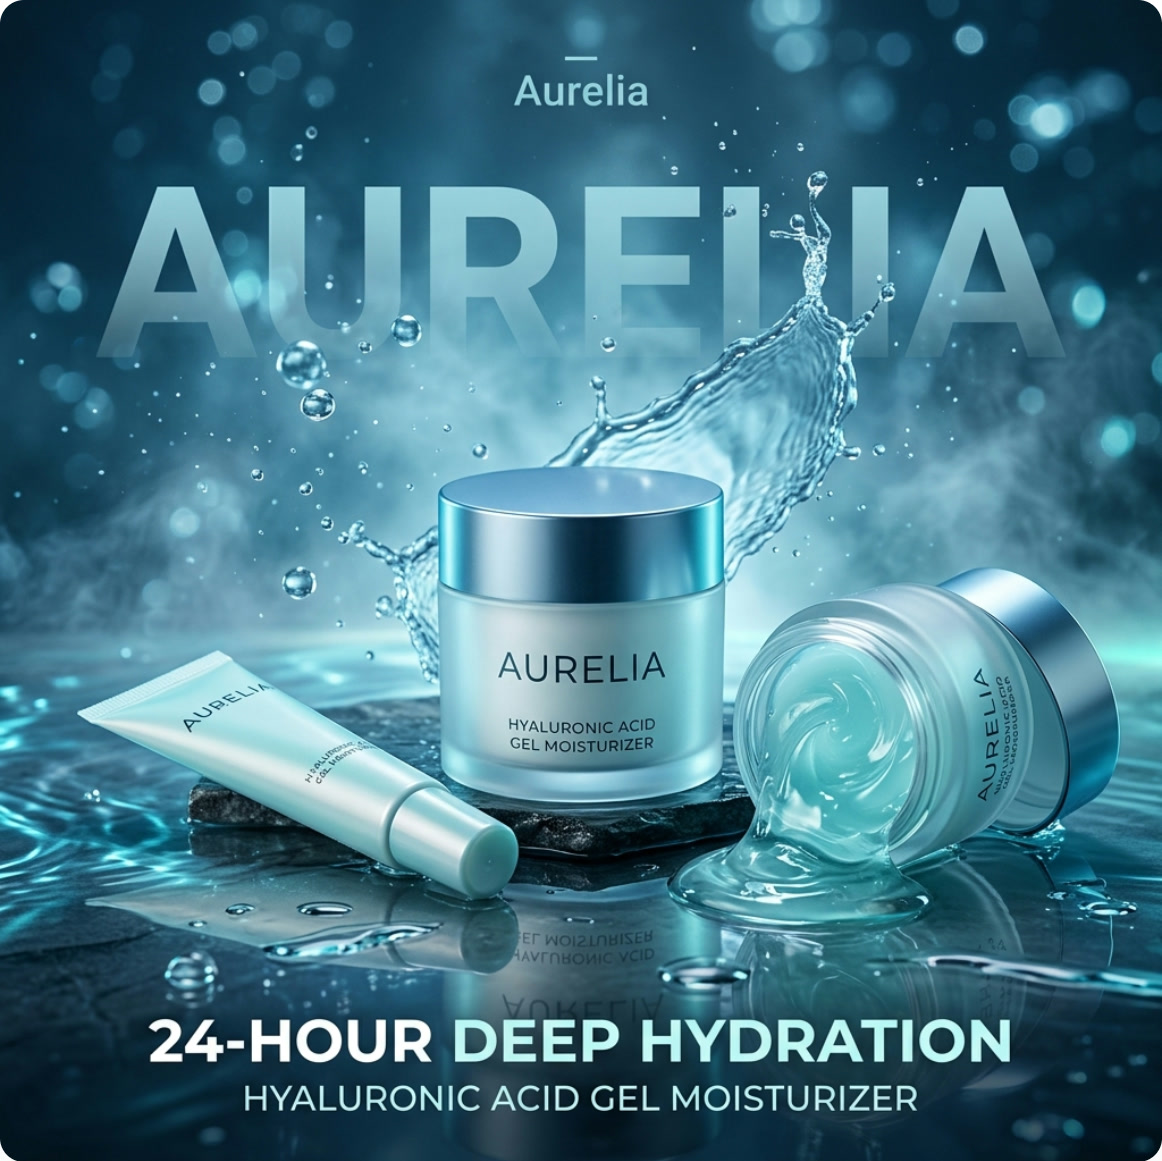 Aurelia
AURELIA
AURELIA
HYALURONIC ACID
GEL MOISTURIZER
AURELIA
AURELIA
24-HOUR DEEP HYDRATION
HYALURONIC ACID GEL MOISTURIZER